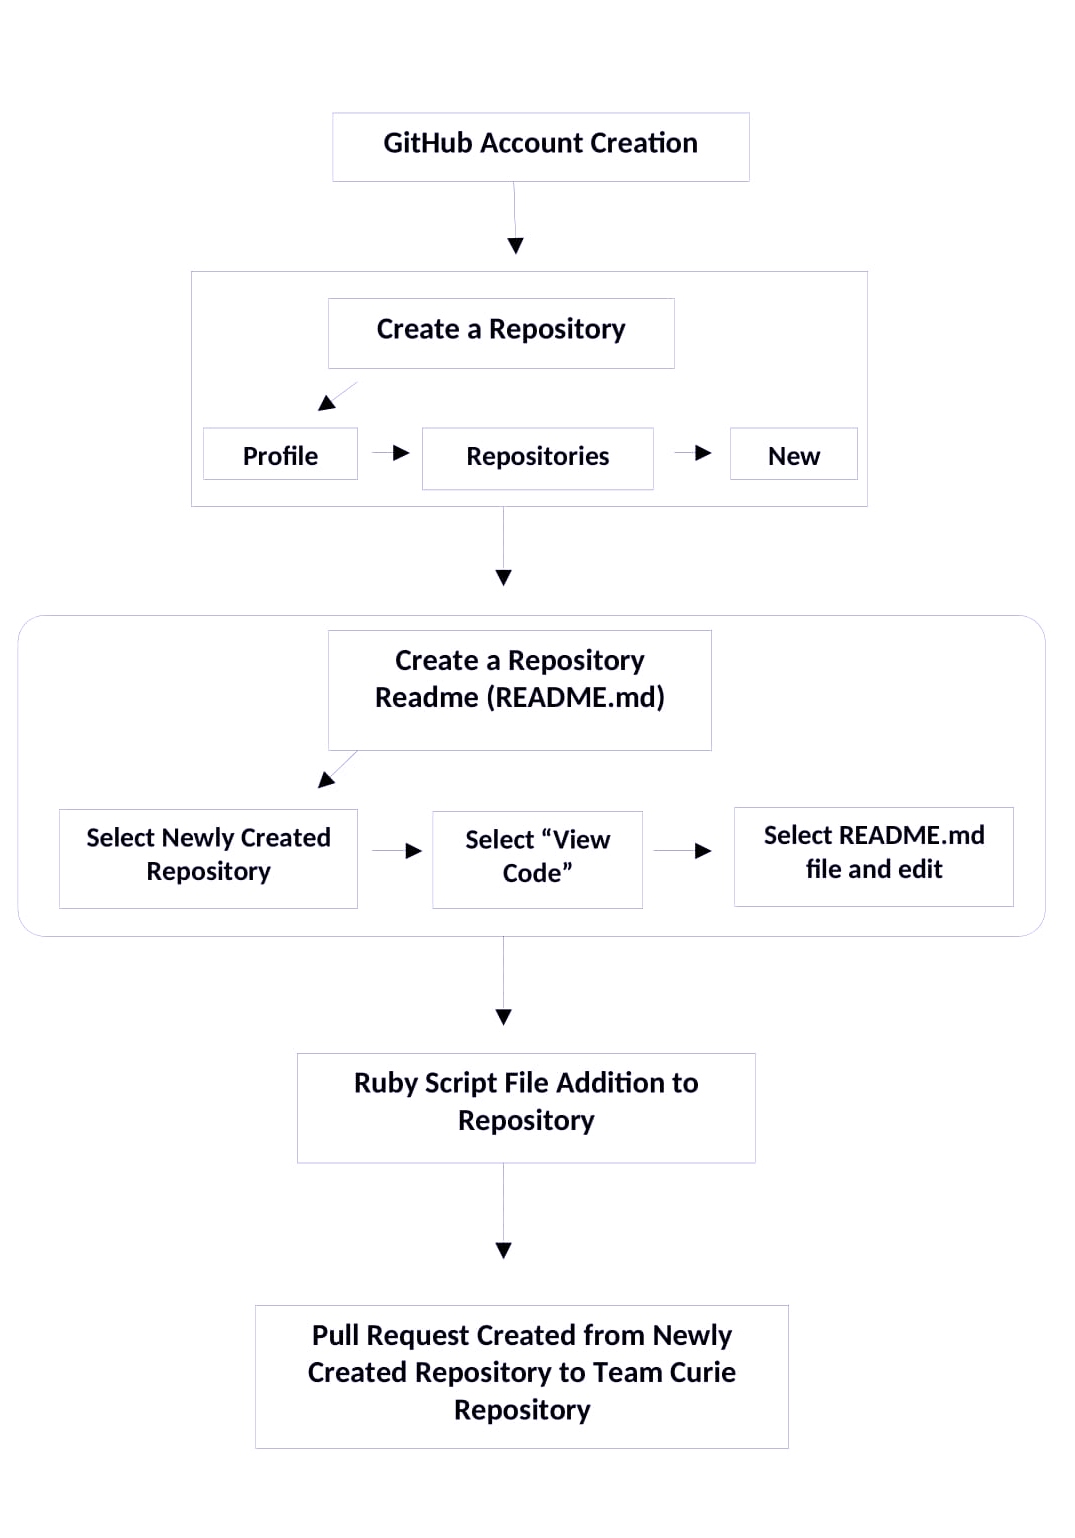 GitHub Account Creation
Create a Repository
Profile
Repositories
New
Create a Repository
Readme (README.md)
Select Newly Created
Repository
Select “View
Code”
Select README.md
file and edit
Ruby Script File Addition to
Repository
Pull Request Created from Newly
Created Repository to Team Curie
Repository